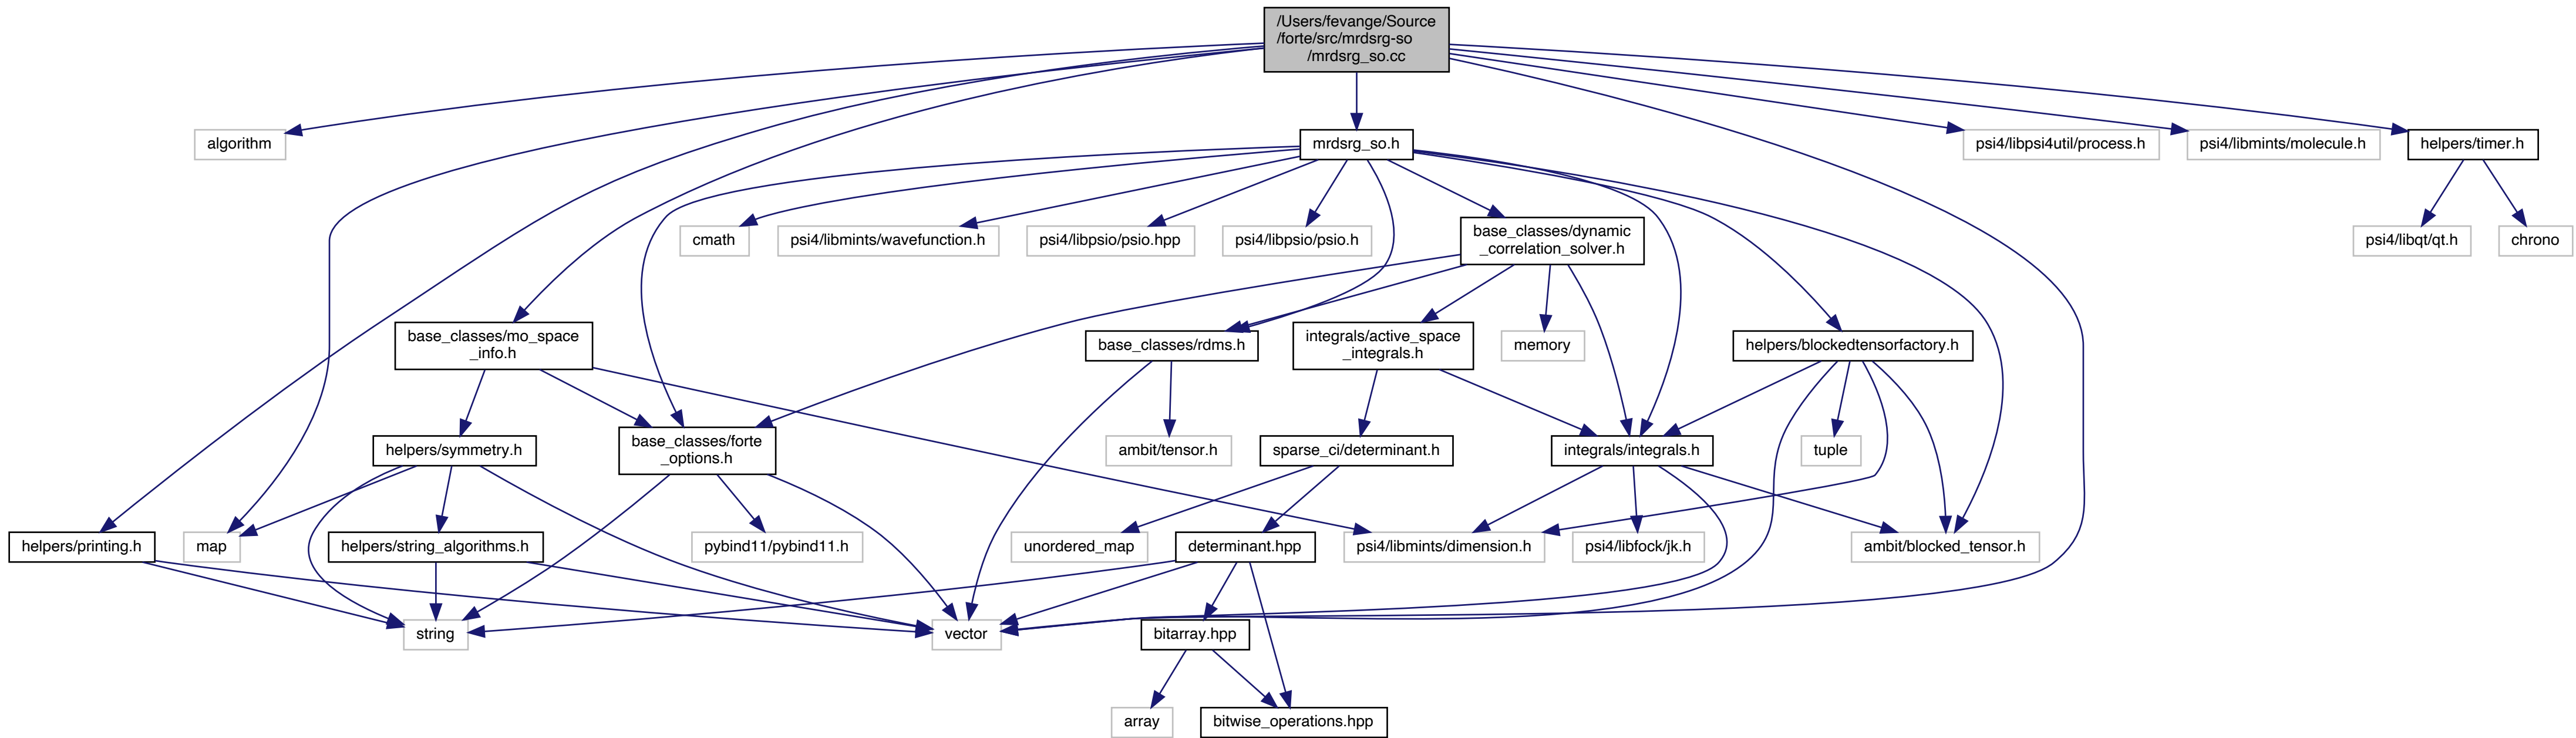 /Users/fevange/Source
/forte/src/mrdsrg-so
/mrdsrg_so.cc
algorithm
mrdsrg_so.h
psi4/libpsi4util/process.h
psi4/libmints/molecule.h
helpers/timer.h
cmath
psi4/libmints/wavefunction.h
psi4/libpsio/psio.hpp
psi4/libpsio/psio.h
base_classes/dynamic
_correlation_solver.h
psi4/libqt/qt.h
chrono
base_classes/mo_space
_info.h
base_classes/rdms.h
integrals/active_space
_integrals.h
memory
helpers/blockedtensorfactory.h
helpers/symmetry.h
base_classes/forte
_options.h
ambit/tensor.h
sparse_ci/determinant.h
integrals/integrals.h
tuple
helpers/printing.h
map
helpers/string_algorithms.h
pybind11/pybind11.h
unordered_map
determinant.hpp
psi4/libmints/dimension.h
psi4/libfock/jk.h
ambit/blocked_tensor.h
string
vector
bitarray.hpp
array
bitwise_operations.hpp